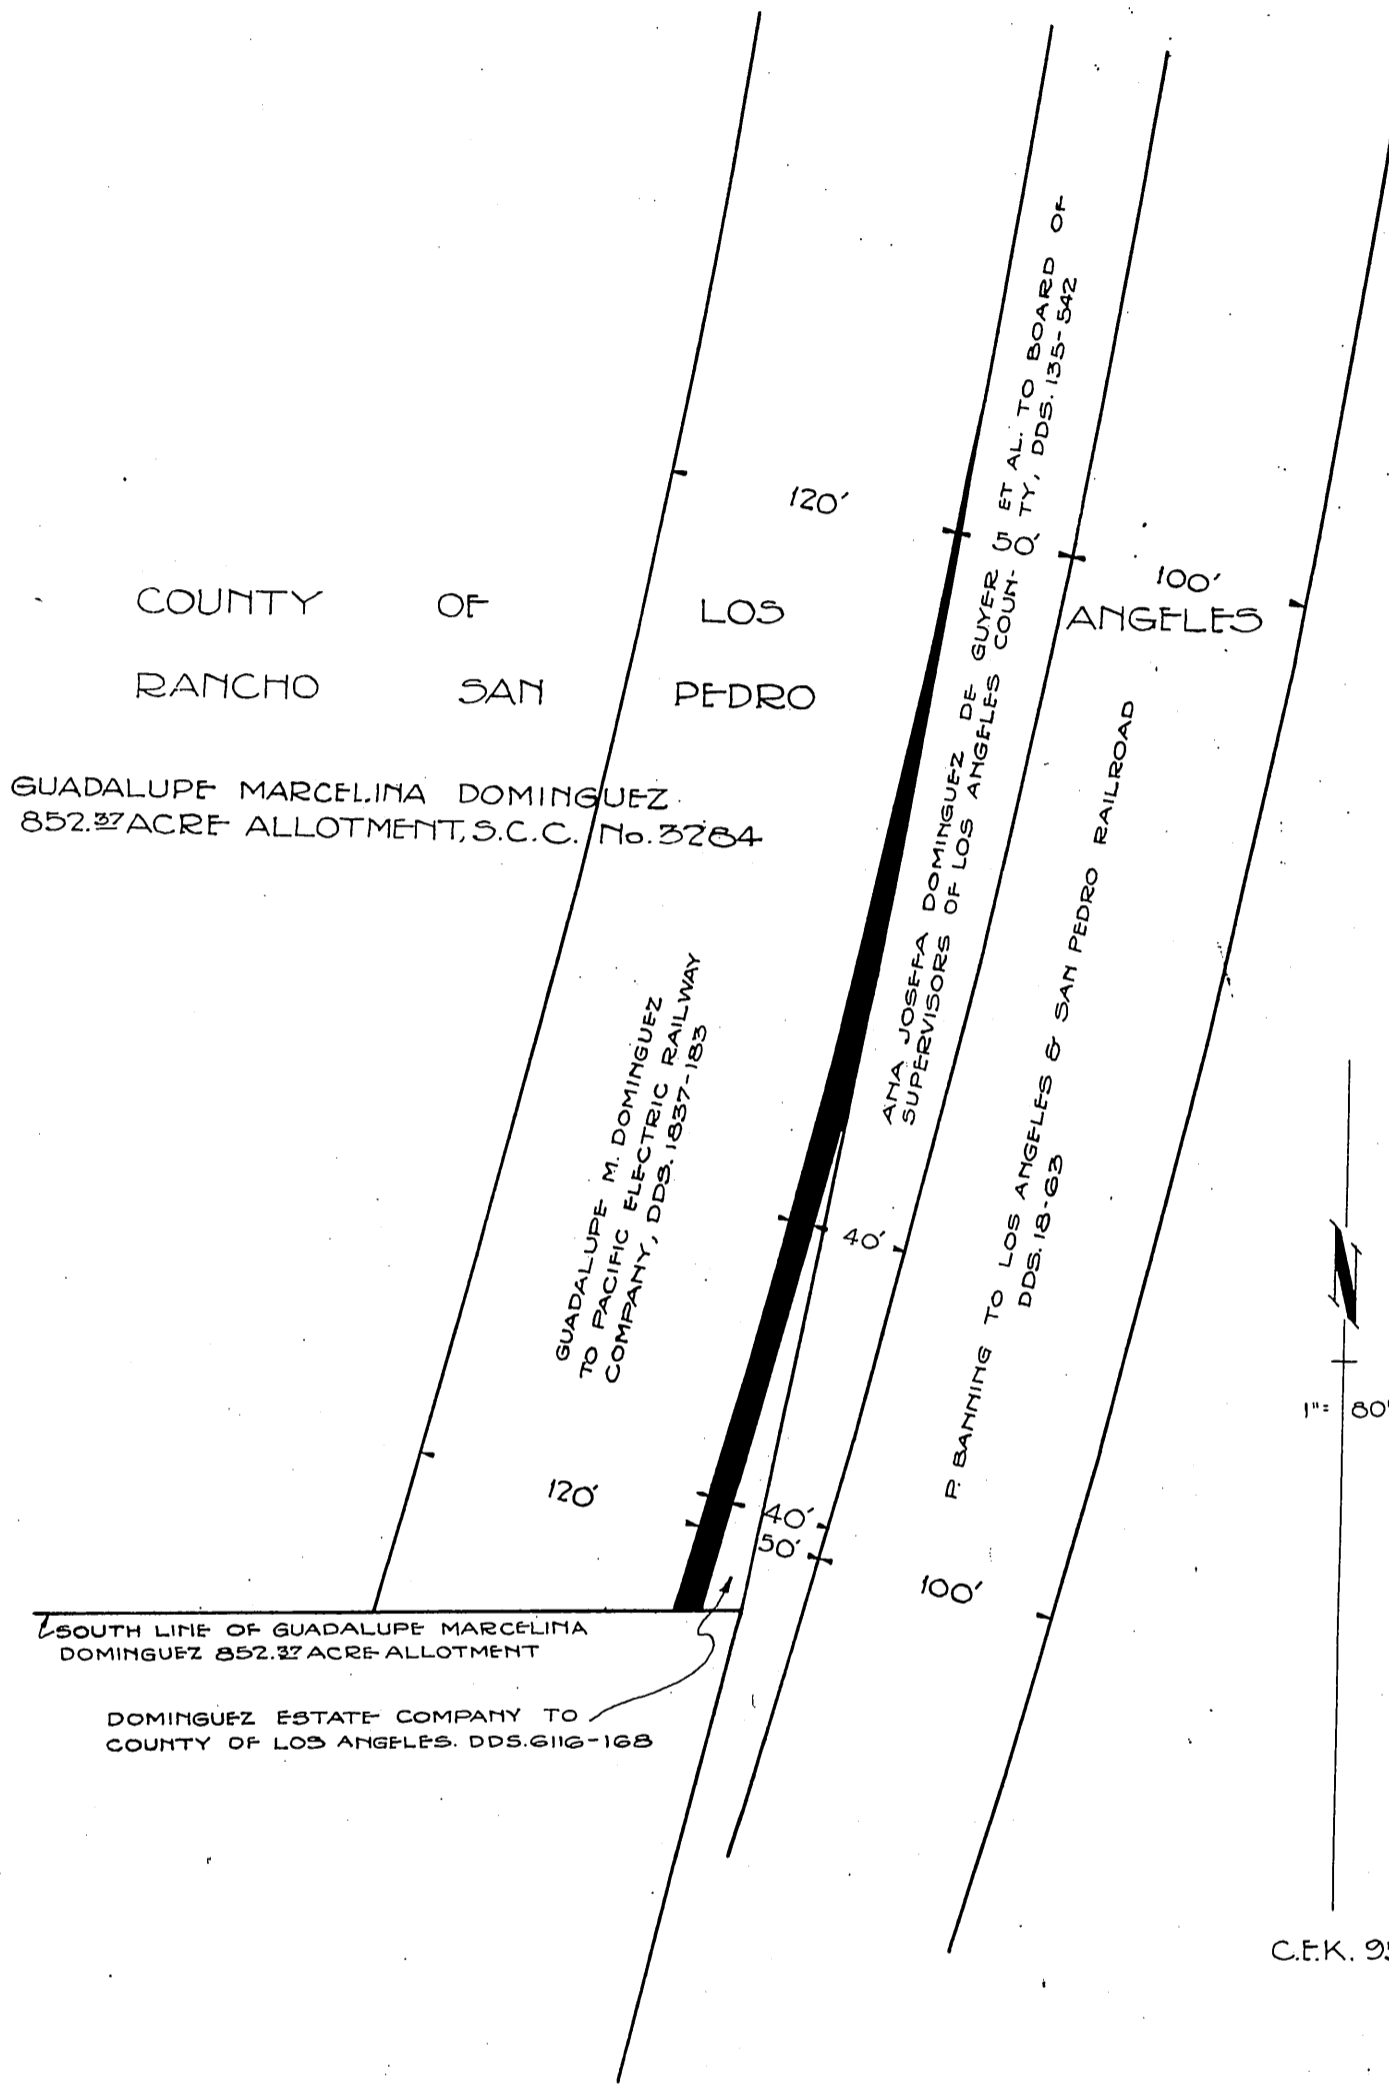 120′
50′
100′
COUNTY OF LOS ANGELES
RANCHO SAN PEDRO
GUADALUPE MARCELINA DOMINGUEZ
852.37 ACRE ALLOTMENT, S.C.C. No. 3284
ANA JOSEFA DOMINGUEZ DE GUYER ET AL. TO BOARD OF
SUPERVISORS OF LOS ANGELES COUN- TY, DDS. 135-542
GUADALUPE M. DOMINGUEZ
TO PACIFIC ELECTRIC RAILWAY
COMPANY, DDS. 1837-183
P. BANNING TO LOS ANGELES & SAN PEDRO RAILROAD
DDS. 18-63
40′
N
1"= 80'
120′
40′
50′
100′
SOUTH LINE OF GUADALUPE MARCELINA
DOMINGUEZ 852.37 ACRE ALLOTMENT
DOMINGUEZ ESTATE COMPANY TO
COUNTY OF LOS ANGELES. DDS. 6116-168
C.E.K.